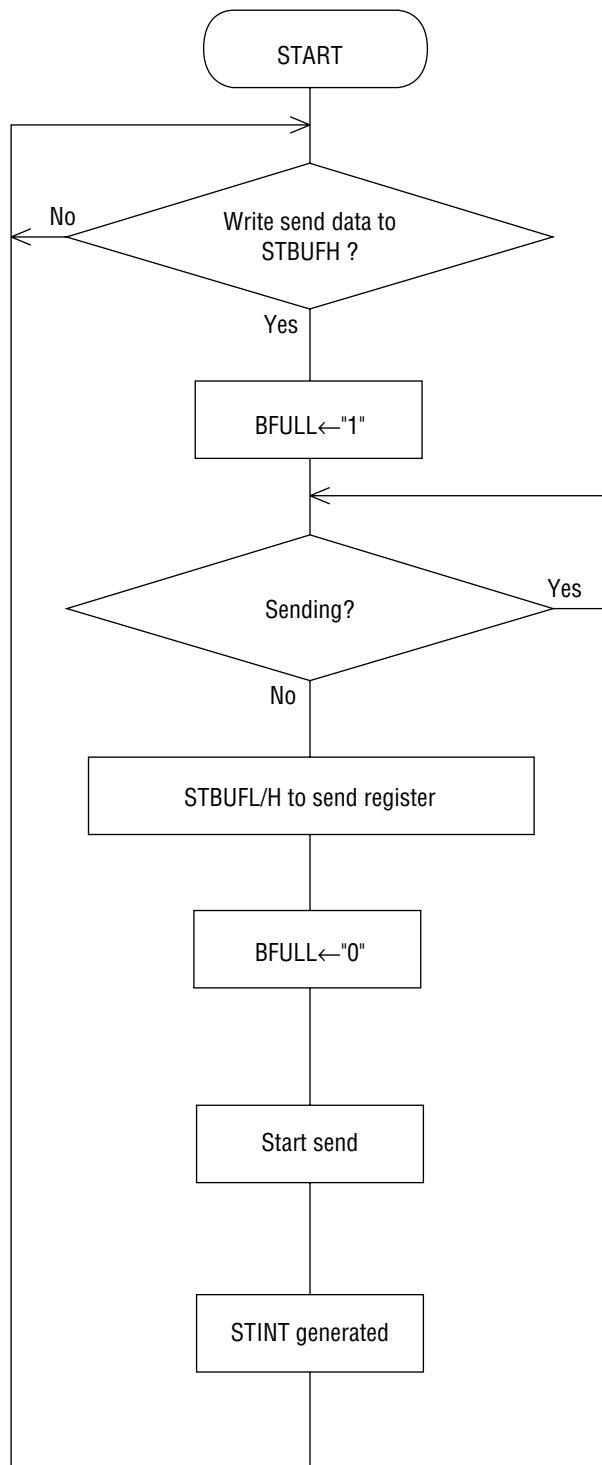 START
No
Write send data to
STBUFH ?
Yes
BFULL←"1"
Sending?
Yes
No
STBUFL/H to send register
BFULL←"0"
Start send
STINT generated